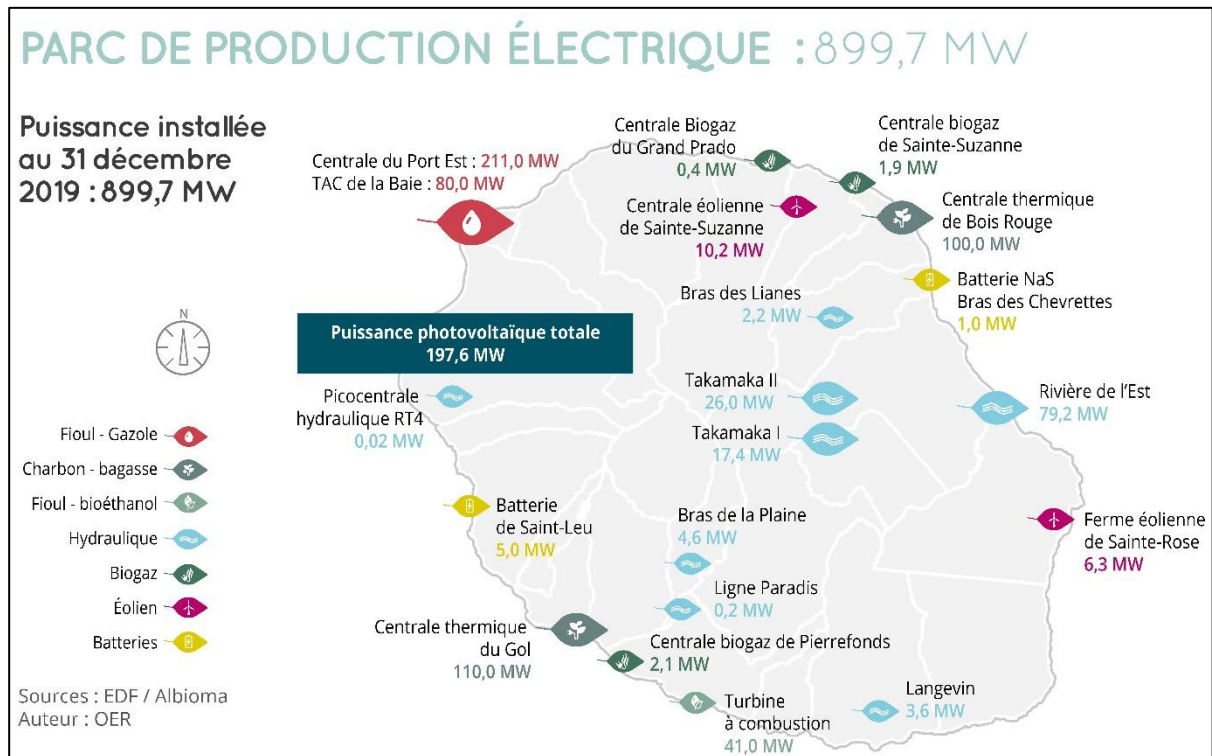 PARC DE PRODUCTION ÉLECTRIQUE : 899,7 MW
Puissance installée
au 31 décembre
2019 : 899,7 MW
Centrale du Port Est : 211,0 MW
TAC de la Baie : 80,0 MW
Centrale Biogaz
du Grand Prado
0,4 MW
Centrale biogaz
de Sainte-Suzanne
1,9 MW
Centrale éolienne
de Sainte-Suzanne
10,2 MW
Centrale thermique
de Bois Rouge
100,0 MW
Bras des Lianes
2,2 MW
Batterie NaS
Bras des Chevrettes
1,0 MW
N
Puissance photovoltaïque totale
197,6 MW
Picocentrale
hydraulique RT4
0,02 MW
Takamaka II
26,0 MW
Takamaka I
17,4 MW
Rivière de l'Est
79,2 MW
Batterie
de Saint-Leu
5,0 MW
Bras de la Plaine
4,6 MW
Ligne Paradis
0,2 MW
Ferme éolienne
de Sainte-Rose
6,3 MW
Centrale thermique
du Gol
110,0 MW
Centrale biogaz de Pierrefonds
2,1 MW
Turbine
à combustion
41,0 MW
Langevin
3,6 MW
Fioul - Gazole
Charbon - bagasse
Fioul - bioéthanol
Hydraulique
Biogaz
Éolien
Batteries
Sources : EDF / Albioma
Auteur : OER